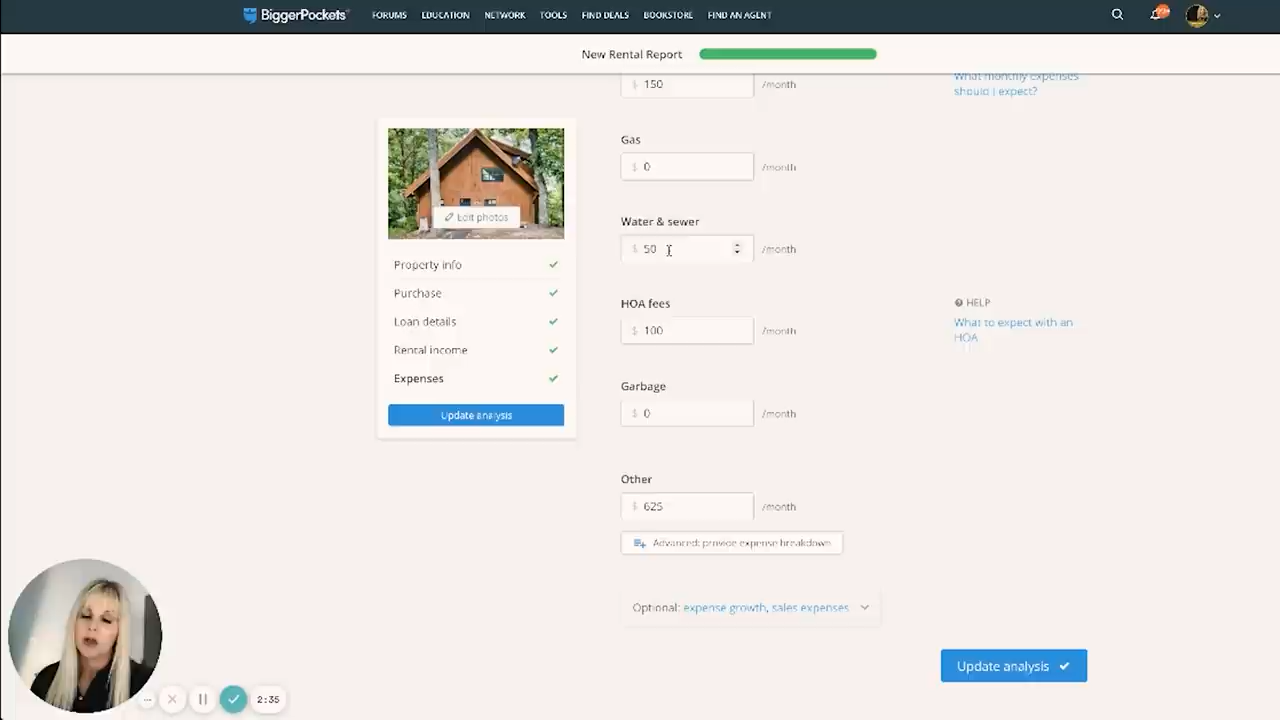 BiggerPockets
FORUMS EDUCATION NETWORK TOOLS FIND DEALS BOOKSTORE FIND AN AGENT
New Rental Report
$ 150 /month
What monthly expenses
should I expect?
Gas
$ 0 /month
Water & sewer
$ 50 /month
HOA fees
$ 100 /month
HELP
What to expect with an
HOA
Garbage
$ 0 /month
Other
$ 625 /month
Advanced: provide expense breakdown
Optional: expense growth, sales expenses
Update analysis
Edit photos
Property info
Purchase
Loan details
Rental income
Expenses
Update analysis
2:35